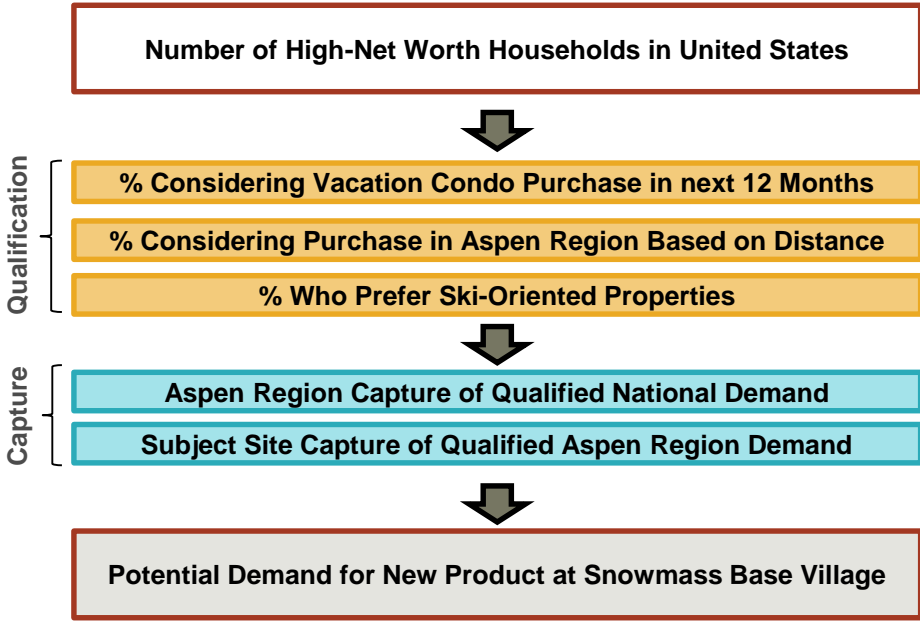 Number of High-Net Worth Households in United States
Qualification
% Considering Vacation Condo Purchase in next 12 Months
% Considering Purchase in Aspen Region Based on Distance
% Who Prefer Ski-Oriented Properties
Capture
Aspen Region Capture of Qualified National Demand
Subject Site Capture of Qualified Aspen Region Demand
Potential Demand for New Product at Snowmass Base Village